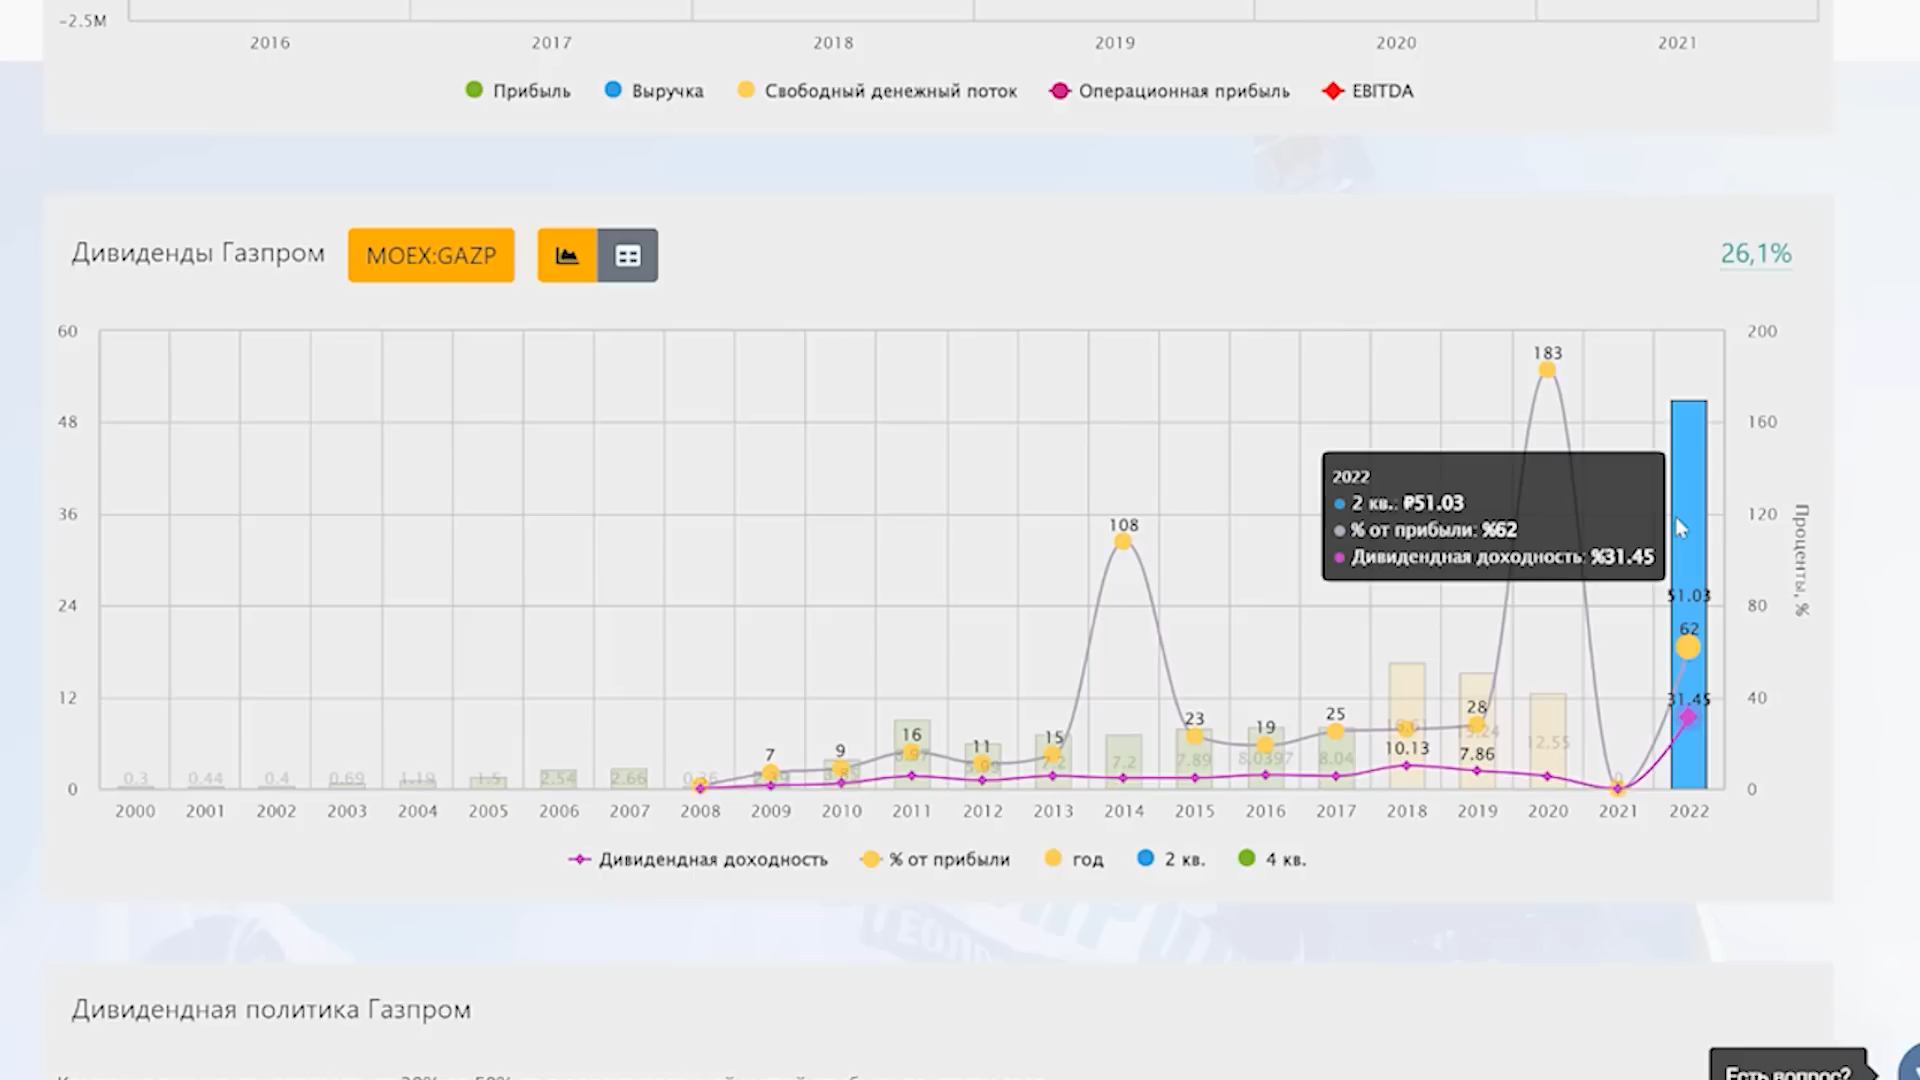 -2.5M
2016 2017 2018 2019 2020 2021
Прибыль Выручка Свободный денежный поток Операционная прибыль EBITDA
Дивиденды Газпром MOEX:GAZP 26,1%
60 200
183
48 160
2022
2 кв.: ₽51.03
% от прибыли: %62
Дивидендная доходность: %31.45
36 120
Проценты, %
108
24 80
51.03
62
12 40
31.45
16 11 15 23 19 25 28
7 9
10.13 7.86
12.55
0.3 0.44 0.4 0.69 1.19 1.5 2.54 2.66 7.2 7.2 7.89 8.0397 8.04
0 0
2000 2001 2002 2003 2004 2005 2006 2007 2008 2009 2010 2011 2012 2013 2014 2015 2016 2017 2018 2019 2020 2021 2022
Дивидендная доходность % от прибыли год 2 кв. 4 кв.
Дивидендная политика Газпром
Есть вопрос?